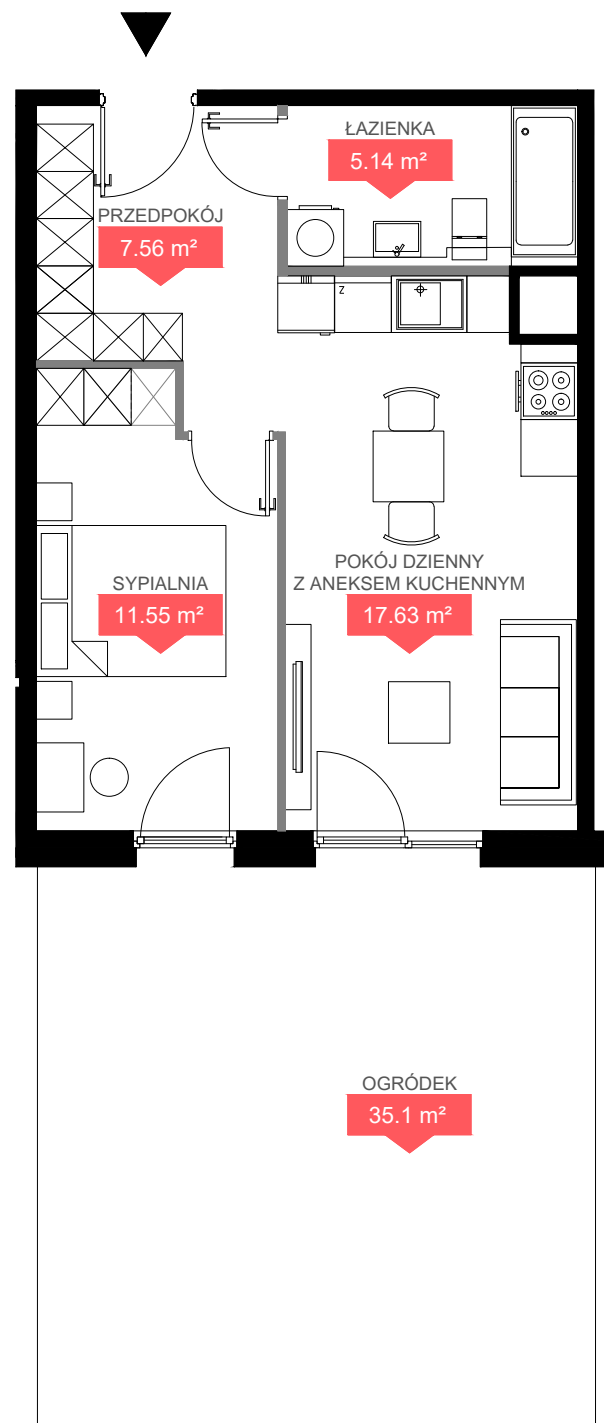 ŁAZIENKA
5.14 m²
PRZEDPOKÓJ
7.56 m²
Z
POKÓJ DZIENNY
Z ANEKSEM KUCHENNYM
17.63 m²
SYPIALNIA
11.55 m²
OGRÓDEK
35.1 m²